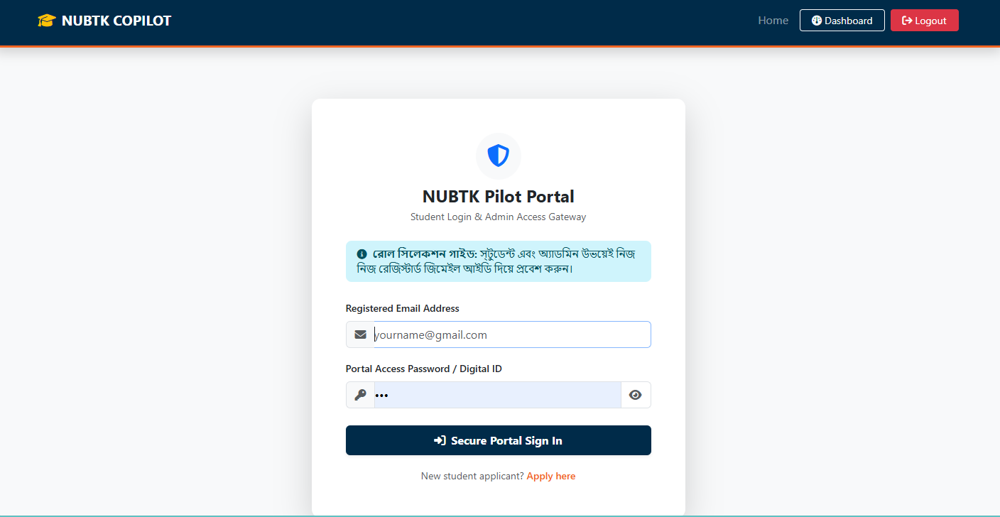 NUBTK COPILOT
Home
Dashboard
Logout
NUBTK Pilot Portal
Student Login & Admin Access Gateway
রোল সিলেকশন গাইড: স্টুডেন্ট এবং অ্যাডমিন উভয়েই নিজ
নিজ রেজিস্টার্ড জিমেইল আইডি দিয়ে প্রবেশ করুন।
Registered Email Address
yourname@gmail.com
Portal Access Password / Digital ID
•••
Secure Portal Sign In
New student applicant? Apply here